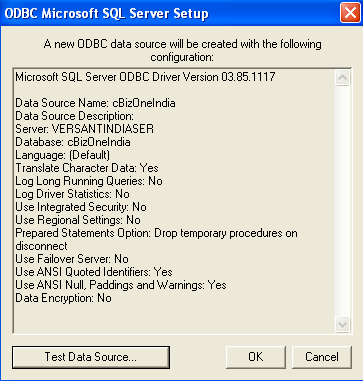 ODBC Microsoft SQL Server Setup
A new ODBC data source will be created with the following
configuration:
Microsoft SQL Server ODBC Driver Version 03.85.1117
Data Source Name: cBizOneIndia
Data Source Description:
Server: VERSANTINDIASER
Database: cBizOneIndia
Language: (Default)
Translate Character Data: Yes
Log Long Running Queries: No
Log Driver Statistics: No
Use Integrated Security: No
Use Regional Settings: No
Prepared Statements Option: Drop temporary procedures on
disconnect
Use Failover Server: No
Use ANSI Quoted Identifiers: Yes
Use ANSI Null, Paddings and Warnings: Yes
Data Encryption: No
Test Data Source... OK Cancel